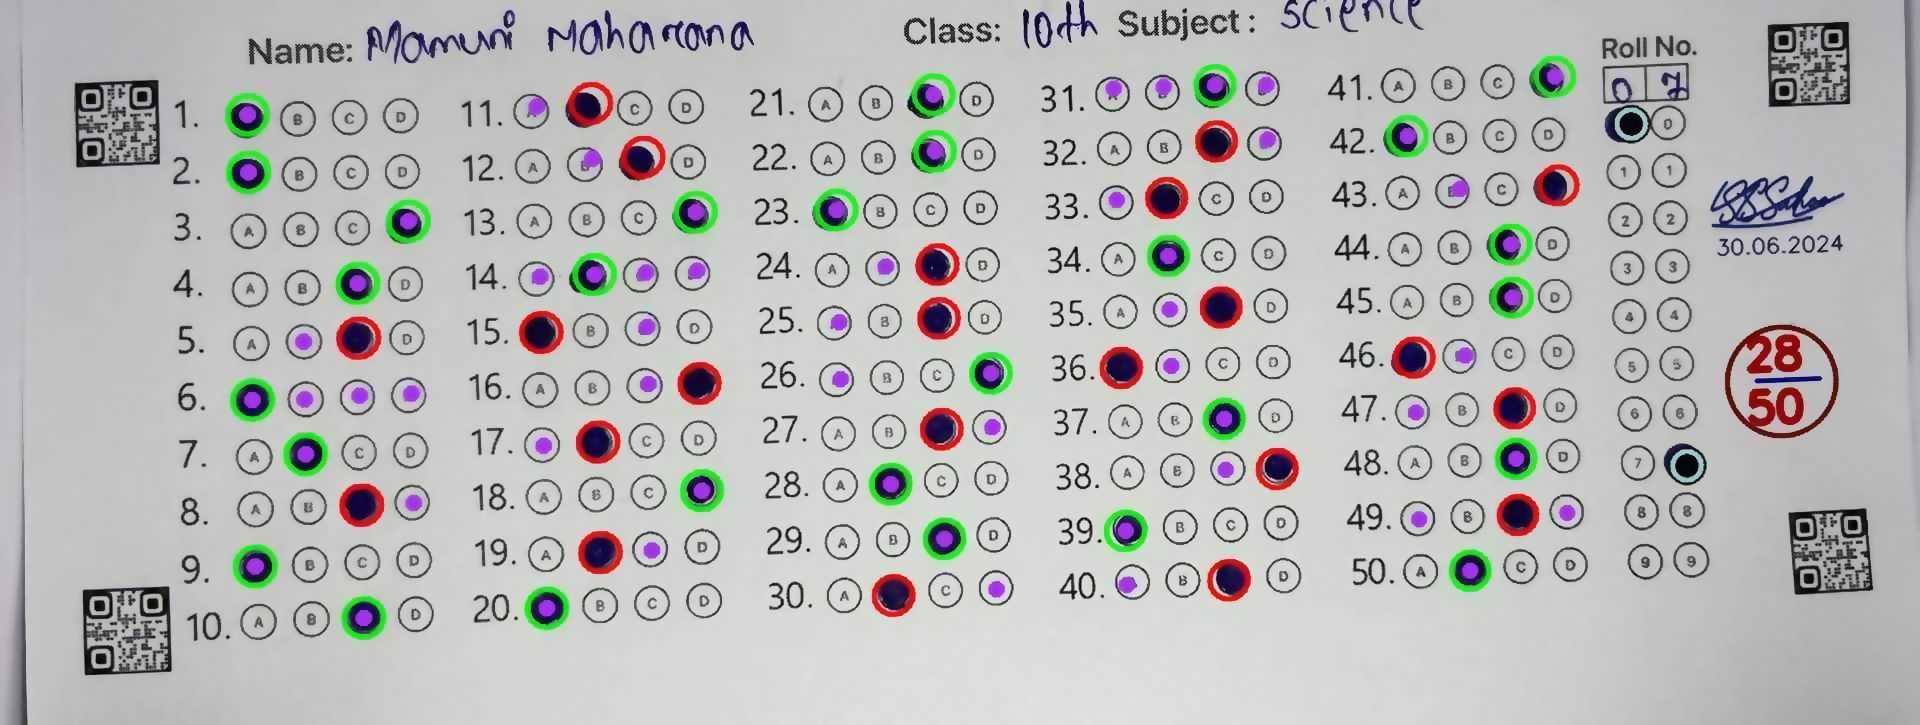 Name: Mamuni Maharana Class: 10th Subject: Science
Roll No.
0 7
1. B C D
2. B C D
3. A B C
4. A B D
5. A D
6.
7. A C D
8. A B
9. B C D
10. A B D
11. A C D
12. A B D
13. A B C
14.
15. B D
16. A B
17. C D
18. A B C
19. A D
20. B C D
21. A B D
22. A B D
23. B C D
24. A D
25. B D
26. B C
27. A B
28. A C D
29. A B D
30. A C
31.
32. A B
33. C D
34. A C D
35. A D
36. C D
37. A B D
38. A B
39. B C D
40. B D
41. A B C
42. B C D
43. A C
44. A B D
45. A B D
46. C D
47. B D
48. A B D
49. B
50. A C D
0
1 1
2 2
3 3
4 4
5 5
6 6
7
8 8
9 9
30.06.2024
28
50